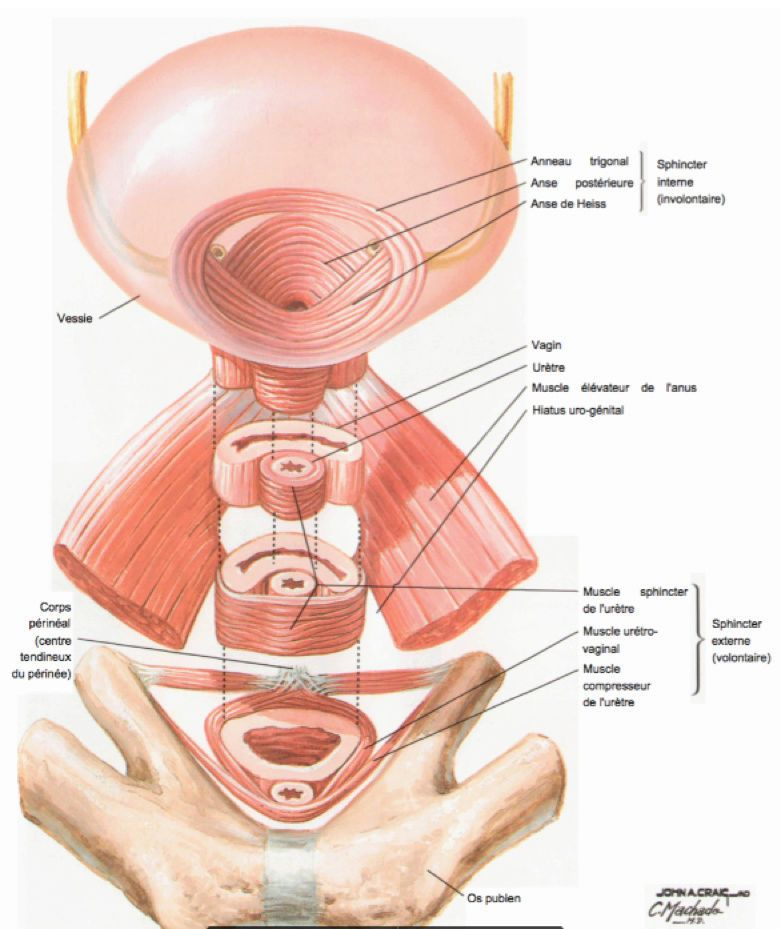 Anneau trigonal
Anse postérieure
Anse de Heiss
Sphincter
interne
(involontaire)
Vessie
Vagin
Urètre
Muscle élévateur de l'anus
Hiatus uro-génital
Corps
périnéal
(centre
tendineux
du périnée)
Muscle sphincter
de l'urètre
Muscle urétro-
vaginal
Muscle
compresseur
de l'urètre
Sphincter
externe
(volontaire)
Os pubien
JOHN A.CRAIG_MD
C.Machado
M.D.